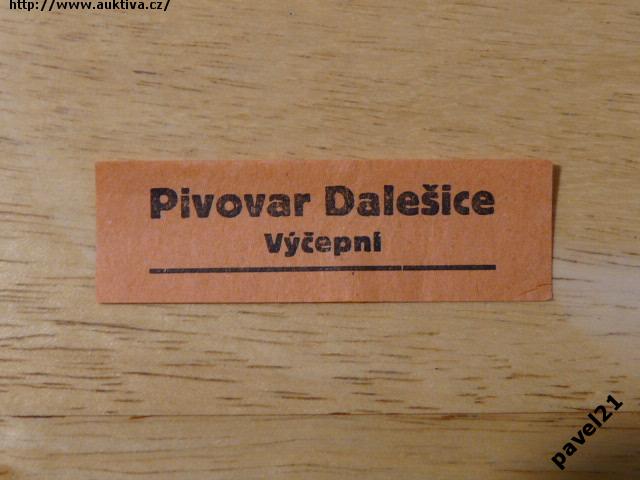 http://www.auktiva.cz/
Pivovar Dalešice
Výčepní
pavel21